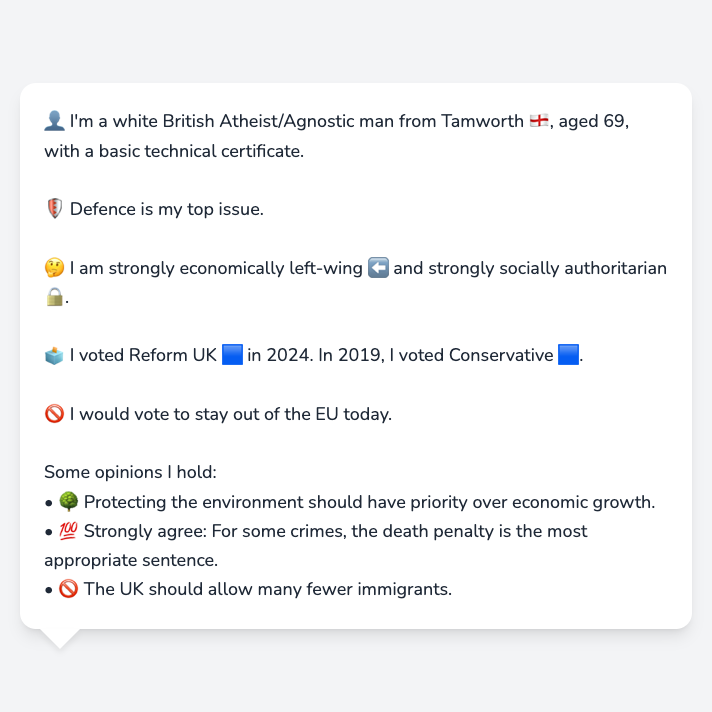 👤 I'm a white British Atheist/Agnostic man from Tamworth 🏴󠁧󠁢󠁥󠁮󠁧󠁿, aged 69,
with a basic technical certificate.
🛡️ Defence is my top issue.
🤔 I am strongly economically left-wing ⬅️ and strongly socially authoritarian
🔒.
🗳️ I voted Reform UK 🟦 in 2024. In 2019, I voted Conservative 🟦.
🚫 I would vote to stay out of the EU today.
Some opinions I hold:
• 🌳 Protecting the environment should have priority over economic growth.
• 💯 Strongly agree: For some crimes, the death penalty is the most
appropriate sentence.
• 🚫 The UK should allow many fewer immigrants.